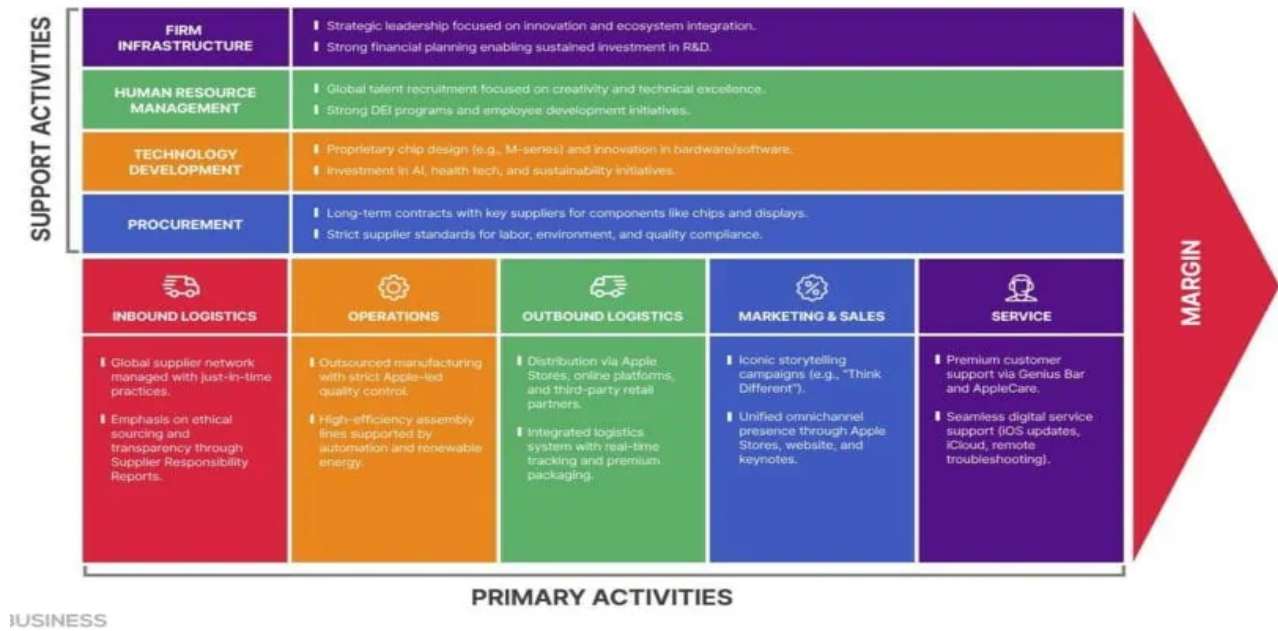 SUPPORT ACTIVITIES
FIRM
INFRASTRUCTURE
Strategic leadership focused on innovation and ecosystem integration.
Strong financial planning enabling sustained investment in R&D.
HUMAN RESOURCE
MANAGEMENT
Global talent recruitment focused on creativity and technical excellence.
Strong DEI programs and employee development initiatives.
TECHNOLOGY
DEVELOPMENT
Proprietary chip design (e.g., M-series) and innovation in hardware/software.
Investment in AI, health tech, and sustainability initiatives.
PROCUREMENT
Long-term contracts with key suppliers for components like chips and displays.
Strict supplier standards for labor, environment, and quality compliance.
INBOUND LOGISTICS
Global supplier network
managed with just-in-time
practices.
Emphasis on ethical
sourcing and
transparency through
Supplier Responsibility
Reports.
OPERATIONS
Outsourced manufacturing
with strict Apple-led
quality control.
High-efficiency assembly
lines supported by
automation and renewable
energy.
OUTBOUND LOGISTICS
Distribution via Apple
Stores, online platforms,
and third-party retail
partners.
Integrated logistics
system with real-time
tracking and premium
packaging.
MARKETING & SALES
Iconic storytelling
campaigns (e.g., “Think
Different”).
Unified omnichannel
presence through Apple
Stores, website, and
keynotes.
SERVICE
Premium customer
support via Genius Bar
and AppleCare.
Seamless digital service
support (iOS updates,
iCloud, remote
troubleshooting).
MARGIN
PRIMARY ACTIVITIES
BUSINESS